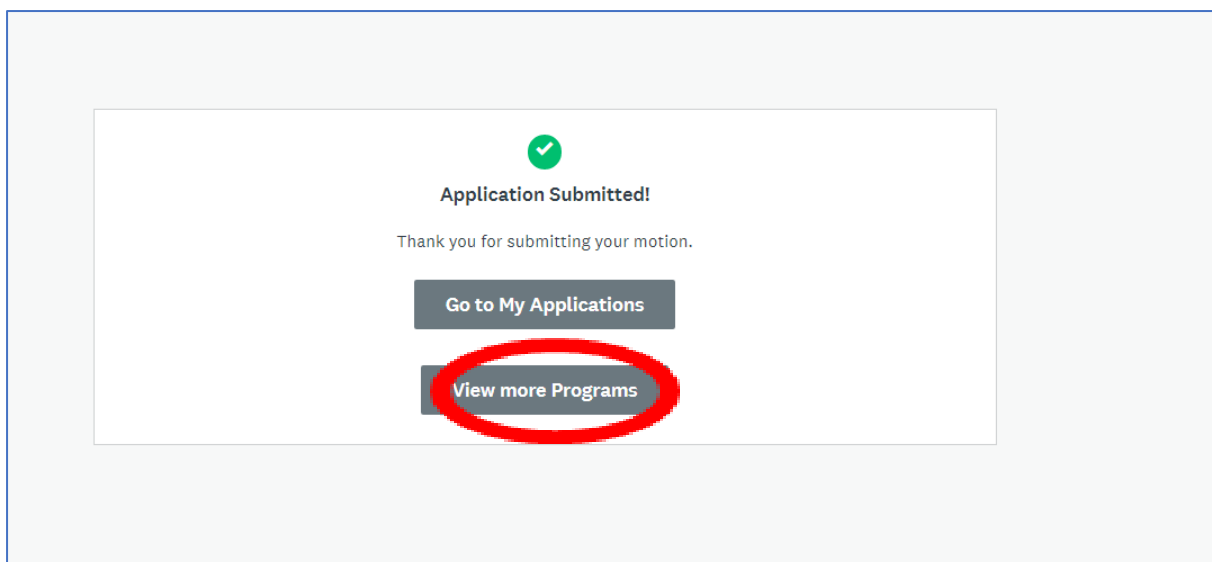 Application Submitted!
Thank you for submitting your motion.
Go to My Applications
View more Programs